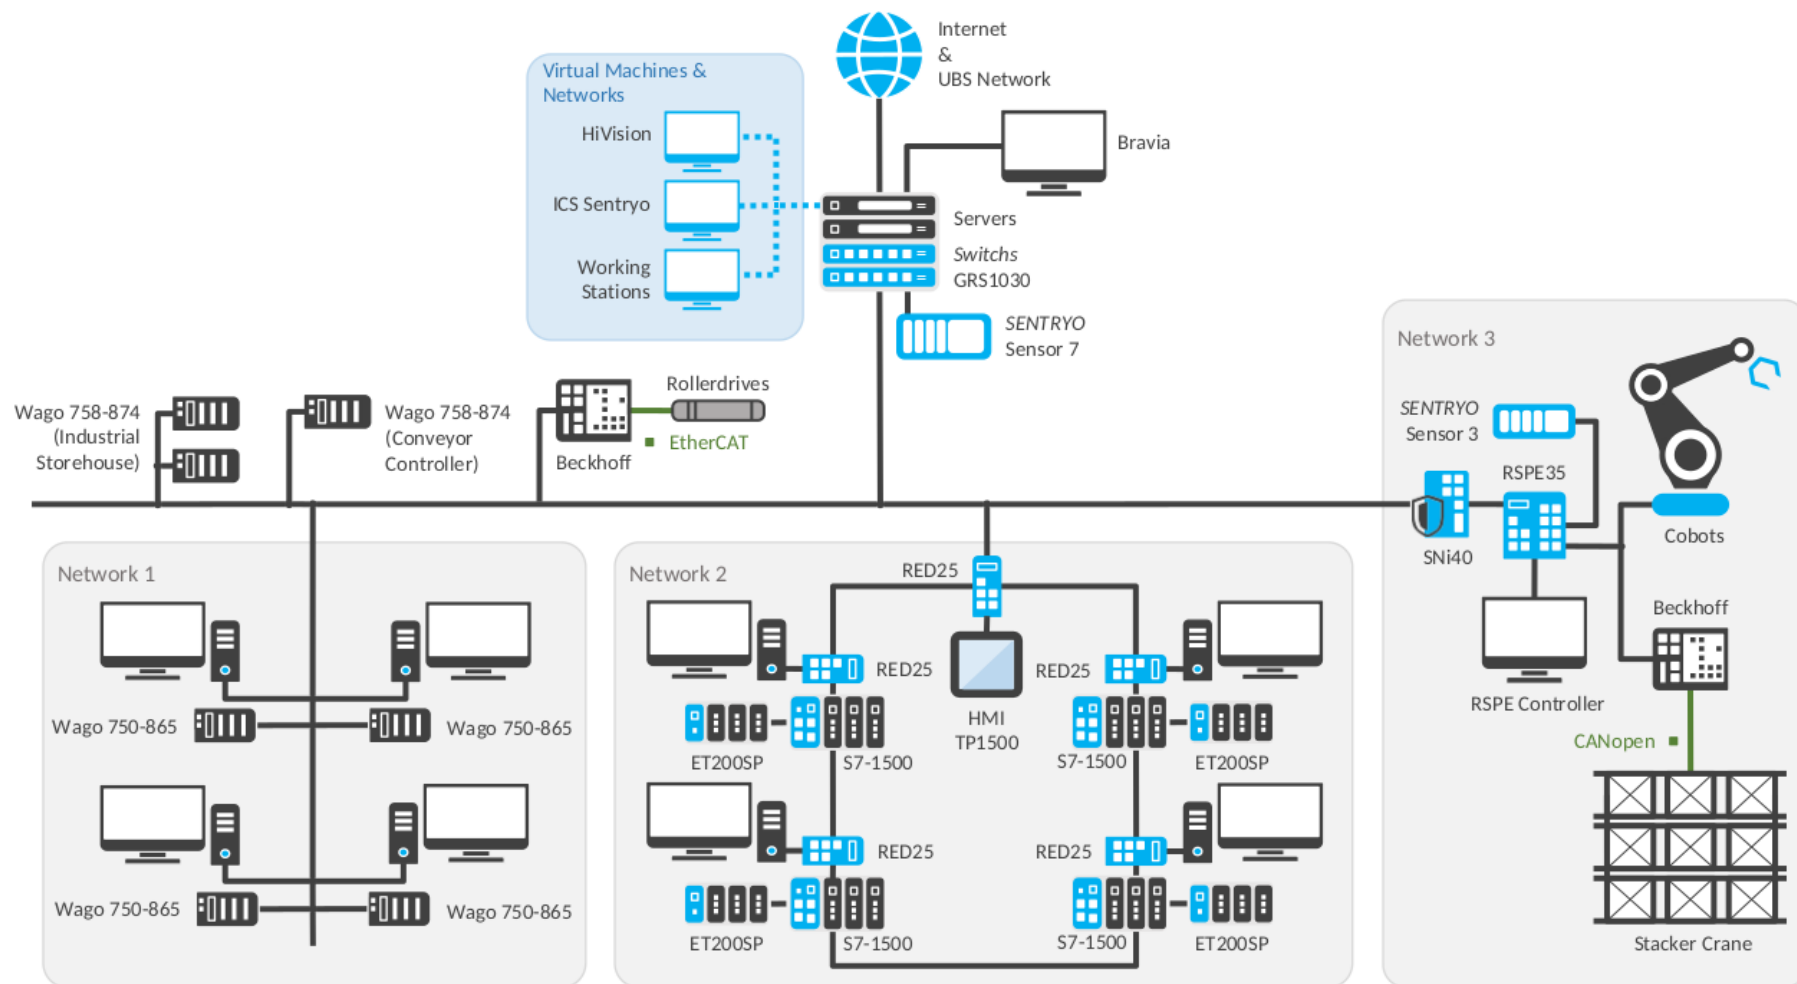 Internet
&
UBS Network
Virtual Machines &
Networks
HiVision
ICS Sentryo
Working
Stations
Bravia
Servers
Switchs
GRS1030
SENTRYO
Sensor 7
Wago 758-874
(Industrial
Storehouse)
Wago 758-874
(Conveyor
Controller)
Beckhoff
Rollerdrives
EtherCAT
Network 1
Wago 750-865
Wago 750-865
Wago 750-865
Wago 750-865
Network 2
RED25
RED25
RED25
HMI
TP1500
ET200SP
S7-1500
S7-1500
ET200SP
RED25
RED25
ET200SP
S7-1500
S7-1500
ET200SP
Network 3
SENTRYO
Sensor 3
RSPE35
SNi40
Cobots
Beckhoff
RSPE Controller
CANopen
Stacker Crane